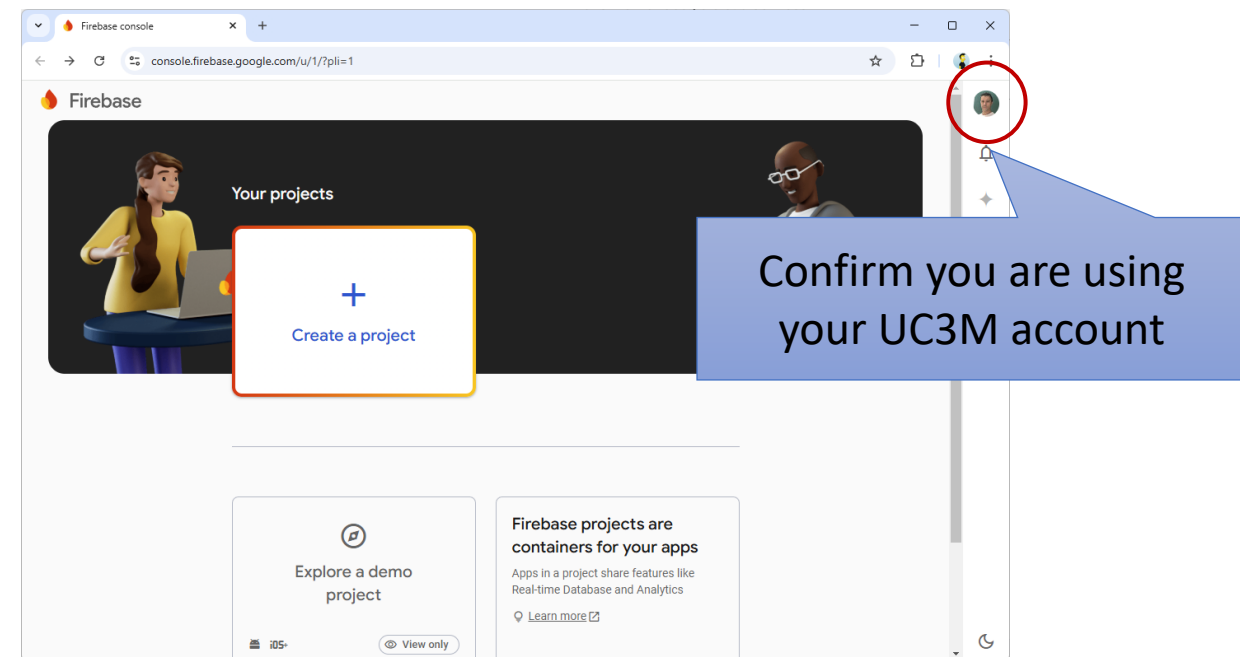 Firebase console
console.firebase.google.com/u/1/?pli=1
Firebase
Your projects
Create a project
Confirm you are using
your UC3M account
Explore a demo
project
iOS+
View only
Firebase projects are
containers for your apps
Apps in a project share features like
Real-time Database and Analytics
Learn more